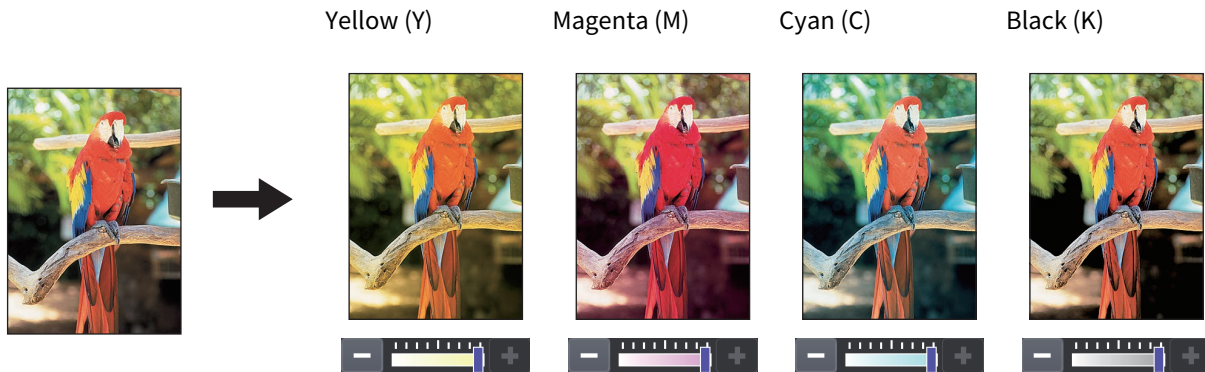 Yellow (Y)
Magenta (M)
Cyan (C)
Black (K)